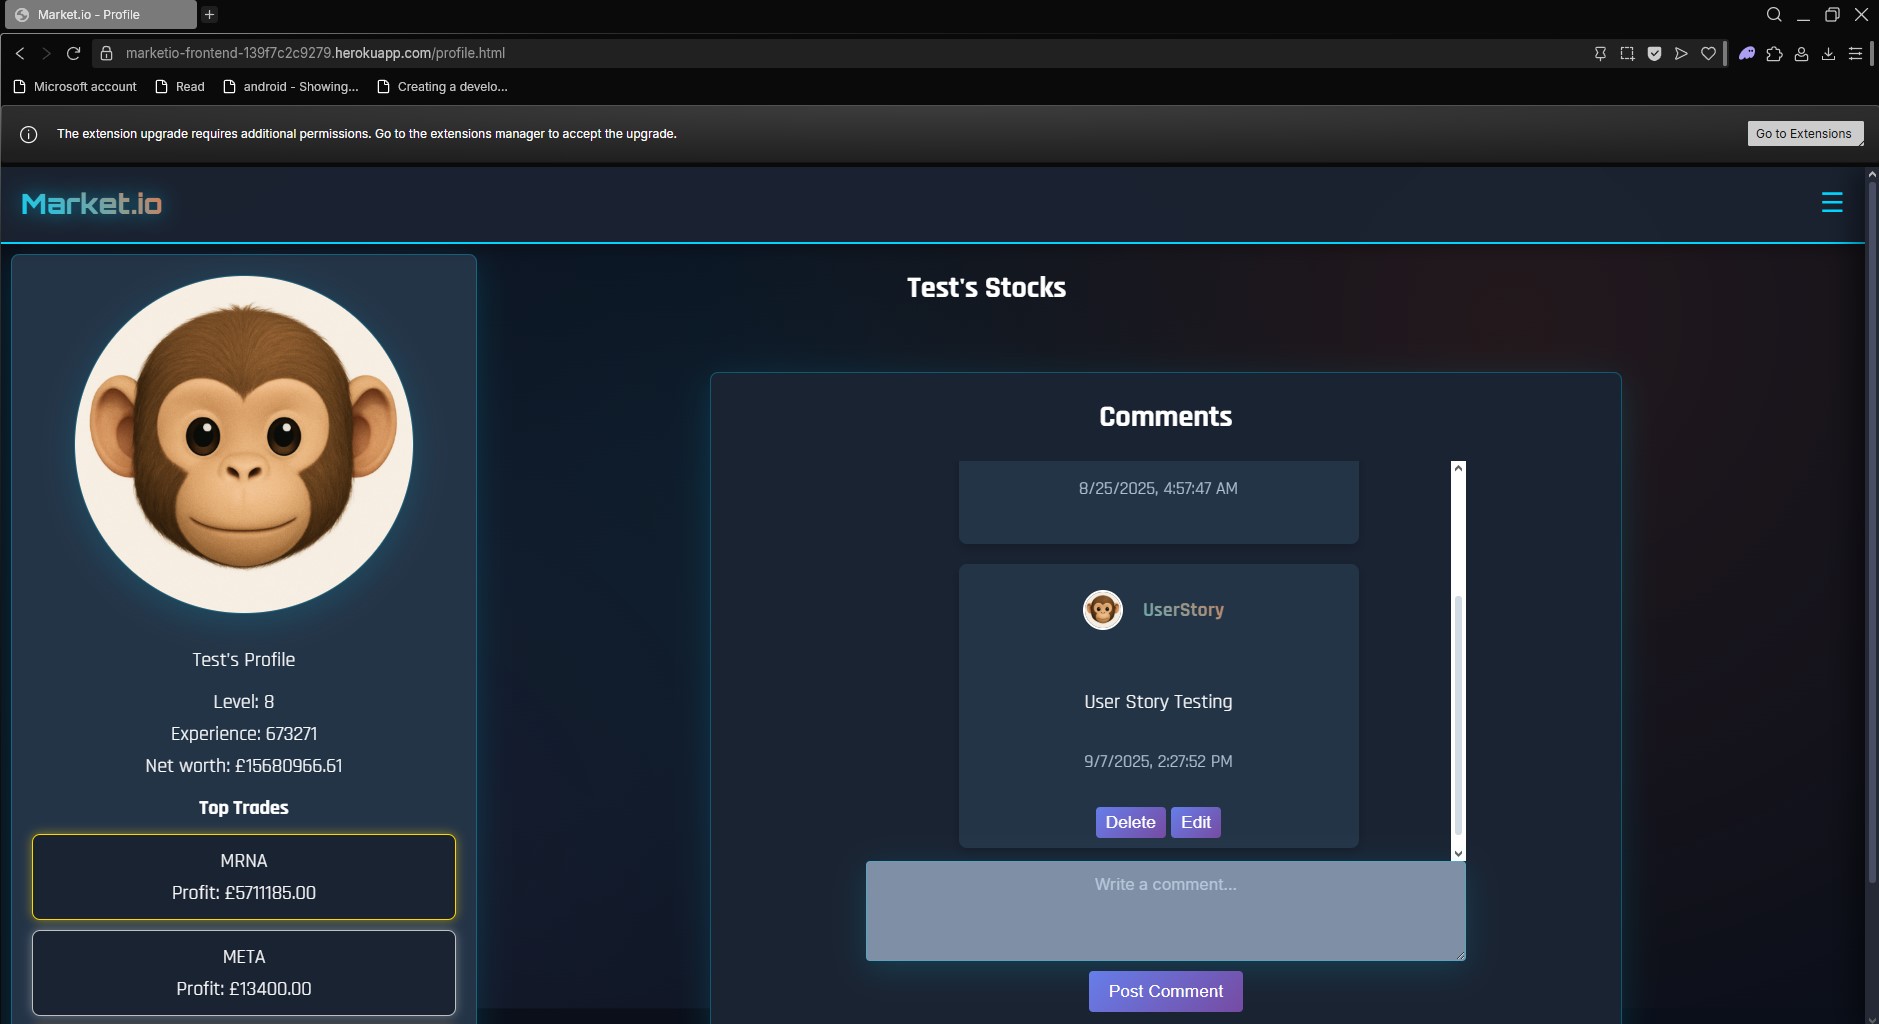 Market.io - Profile
marketio-frontend-139f7c2c9279.herokuapp.com/profile.html
Microsoft account
Read
android - Showing...
Creating a develo...
The extension upgrade requires additional permissions. Go to the extensions manager to accept the upgrade.
Go to Extensions
Market.io
Test's Profile
Level: 8
Experience: 673271
Net worth: £15680966.61
Top Trades
MRNA
Profit: £5711185.00
META
Profit: £13400.00
Test's Stocks
Comments
8/25/2025, 4:57:47 AM
UserStory
User Story Testing
9/7/2025, 2:27:52 PM
Delete
Edit
Write a comment...
Post Comment